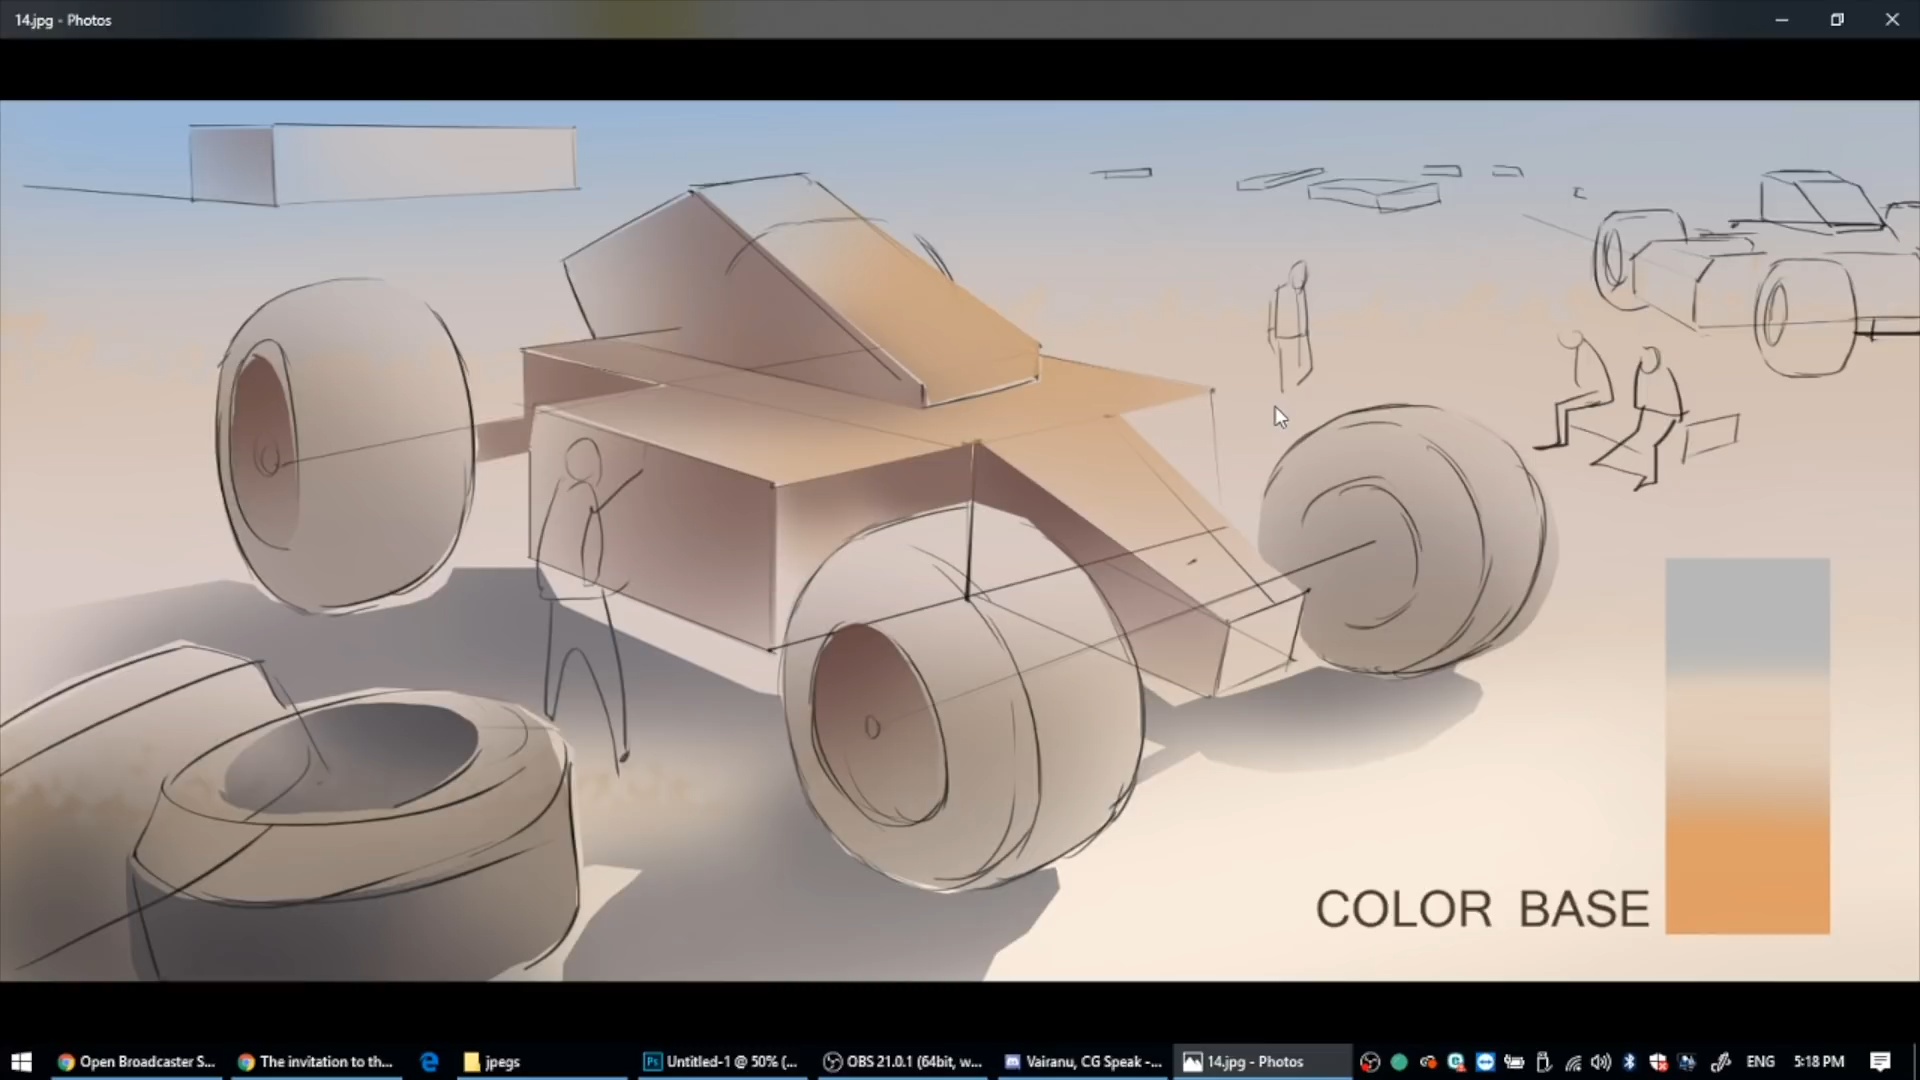 14.jpg - Photos
COLOR BASE
Open Broadcaster S...
The invitation to th...
jpegs
Untitled-1 @ 50% (...
OBS 21.0.1 (64bit, w...
Vairanu, CG Speak -...
14.jpg - Photos
ENG
5:18 PM